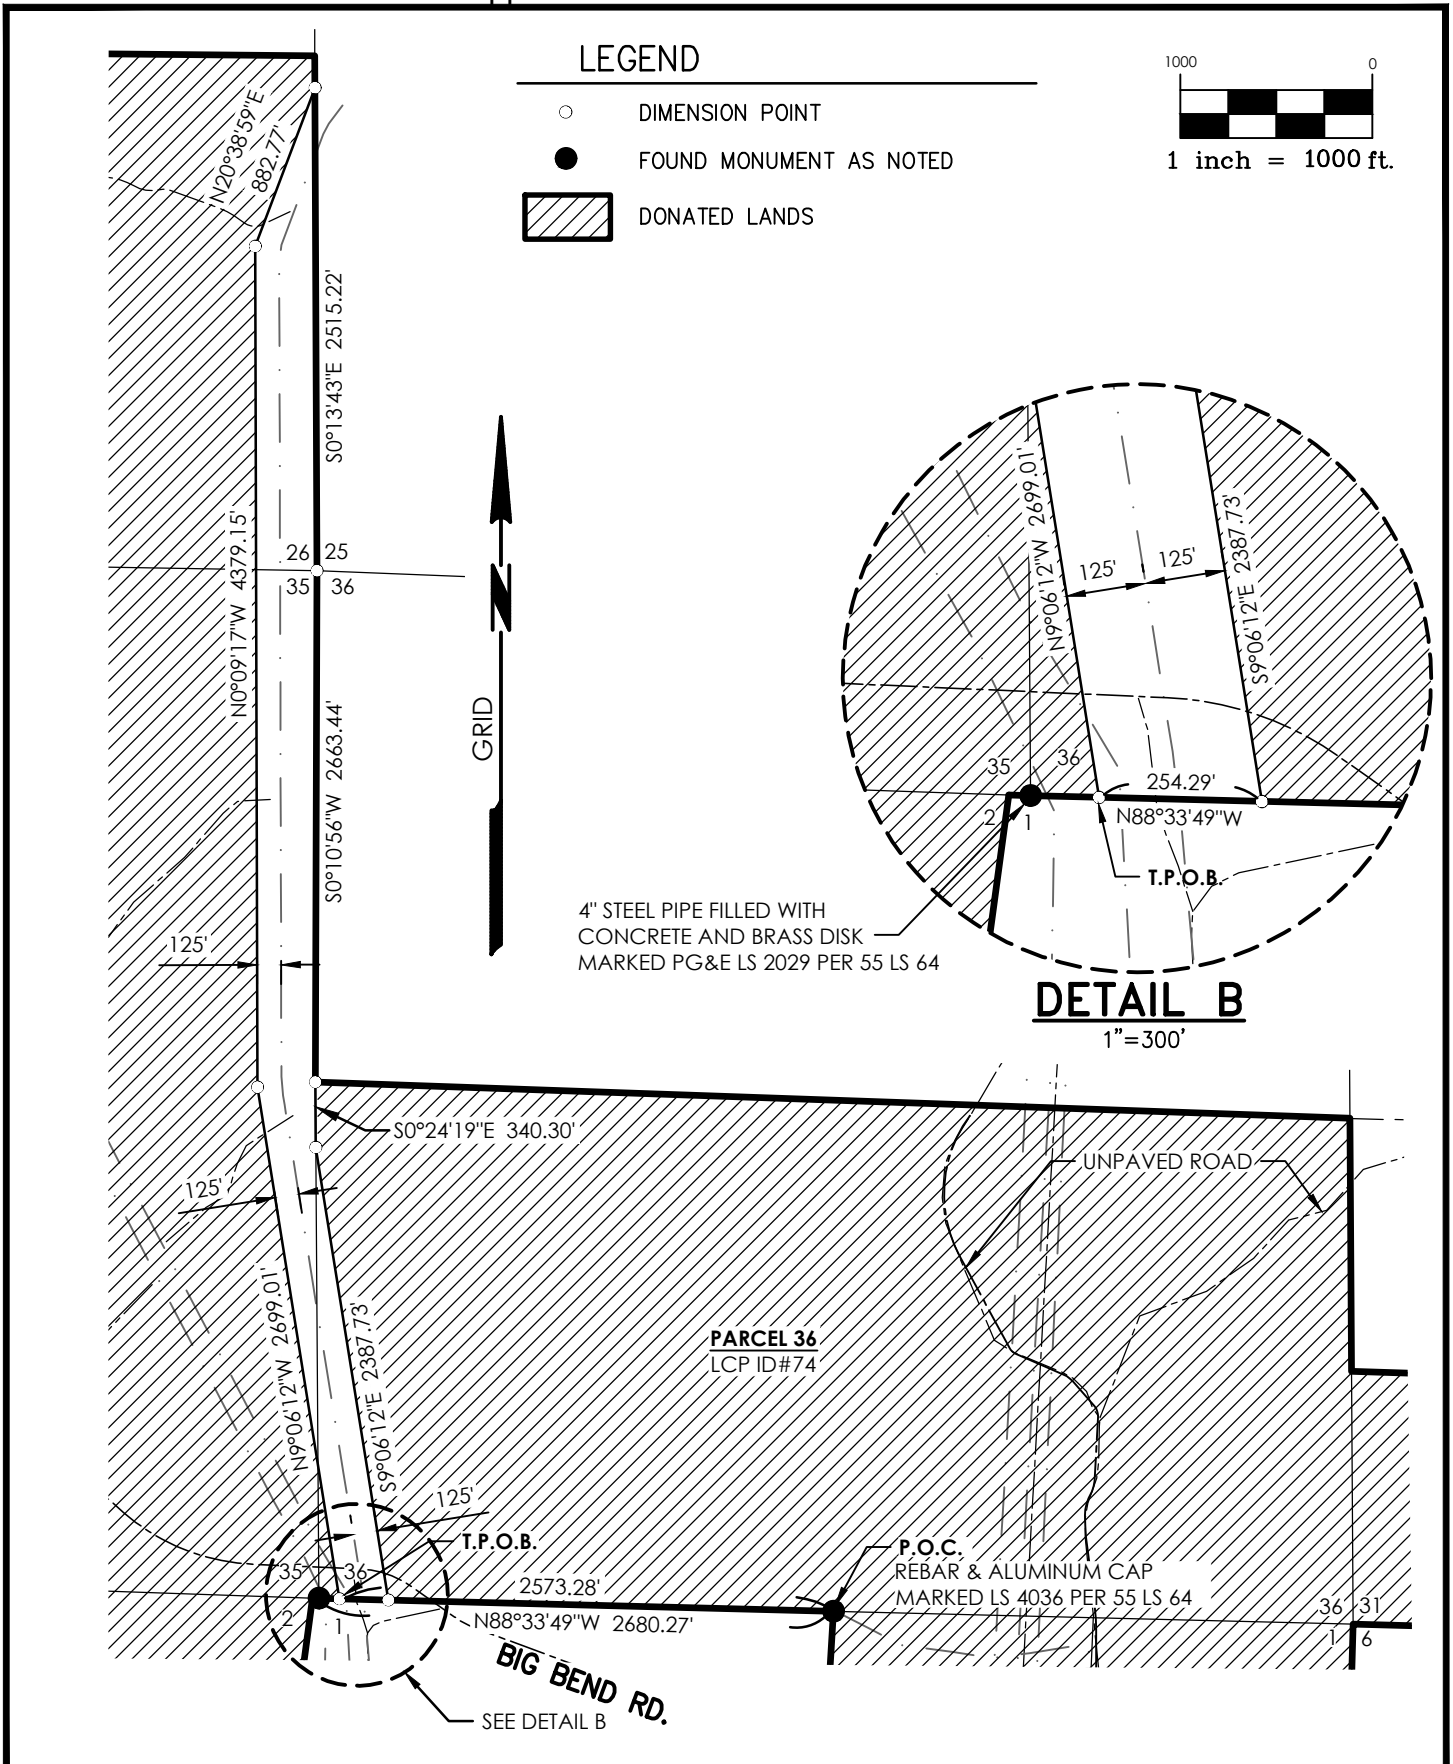 LEGEND
DIMENSION POINT
FOUND MONUMENT AS NOTED
DONATED LANDS
1000 0
1 inch = 1000 ft.
N20°38'59"E
882.77'
S0°13'43"E 2515.22'
N0°09'17"W 4379.15'
26 25
35 36
S0°10'56"W 2663.44'
GRID
N
125'
N9°06'12"W 2699.01'
125' 125'
S9°06'12"E 2387.73'
35 36
254.29'
2 1
N88°33'49"W
T.P.O.B.
4" STEEL PIPE FILLED WITH
CONCRETE AND BRASS DISK
MARKED PG&E LS 2029 PER 55 LS 64
DETAIL B
1"=300'
S0°24'19"E 340.30'
UNPAVED ROAD
125'
N9°06'12"W 2699.01'
S9°06'12"E 2387.73'
PARCEL 36
LCP ID#74
125'
T.P.O.B.
35 36
2 1
2573.28'
N88°33'49"W 2680.27'
P.O.C.
REBAR & ALUMINUM CAP
MARKED LS 4036 PER 55 LS 64
36 31
1 6
BIG BEND RD.
SEE DETAIL B